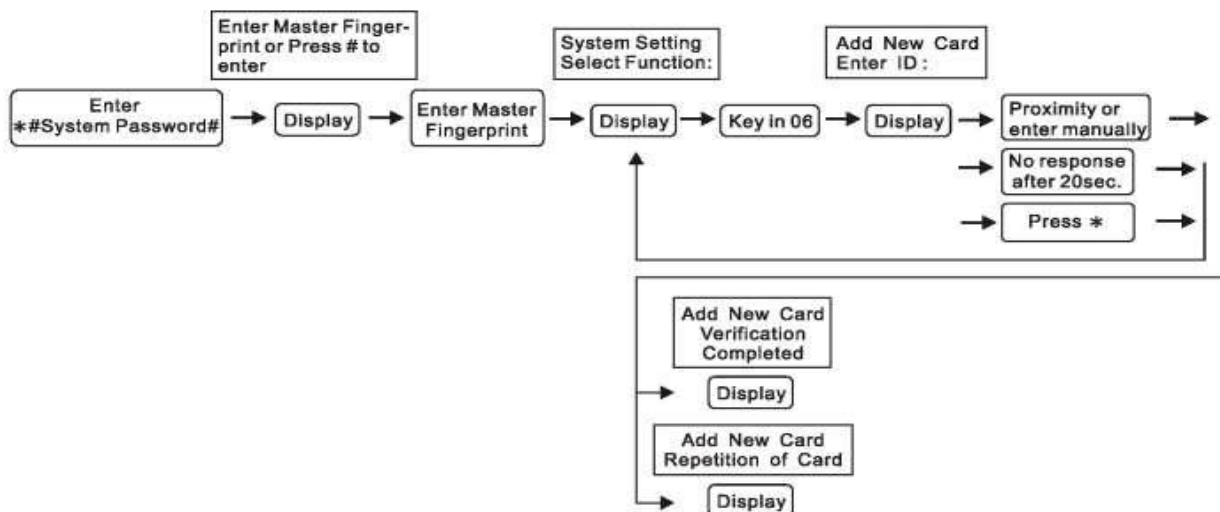 Enter Master Finger-
print or Press # to
enter
System Setting
Select Function:
Add New Card
Enter ID :
Enter
*#System Password#
Display
Enter Master
Fingerprint
Display
Key in 06
Display
Proximity or
enter manually
No response
after 20sec.
Press *
Add New Card
Verification
Completed
Display
Add New Card
Repetition of Card
Display